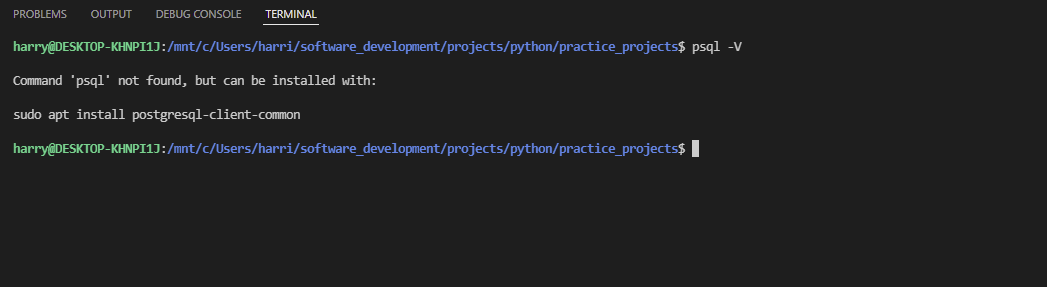 PROBLEMS OUTPUT DEBUG CONSOLE TERMINAL
harry@DESKTOP-KHNPI1J:/mnt/c/Users/harri/software_development/projects/python/practice_projects$ psql -V
Command 'psql' not found, but can be installed with:
sudo apt install postgresql-client-common
harry@DESKTOP-KHNPI1J:/mnt/c/Users/harri/software_development/projects/python/practice_projects$